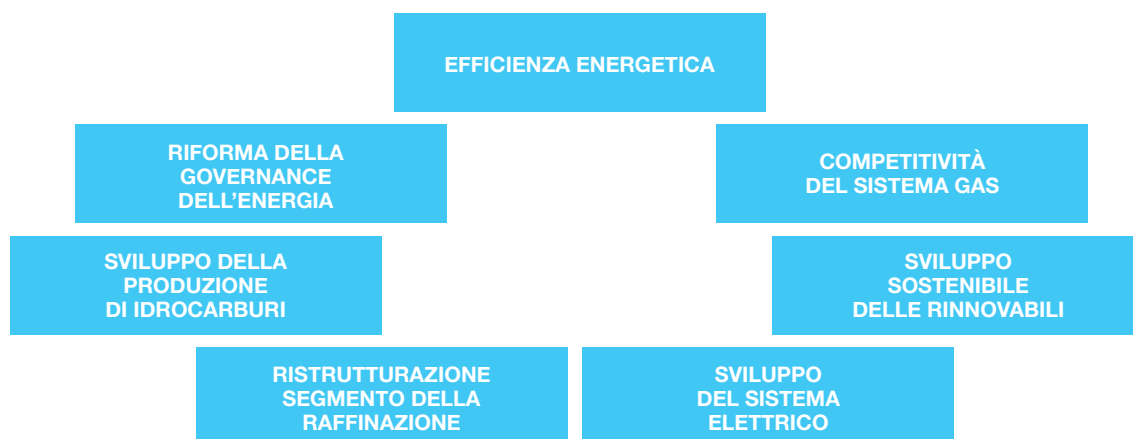 EFFICIENZA ENERGETICA
RIFORMA DELLA
GOVERNANCE
DELL’ENERGIA
COMPETITIVITÀ
DEL SISTEMA GAS
SVILUPPO DELLA
PRODUZIONE
DI IDROCARBURI
SVILUPPO
SOSTENIBILE
DELLE RINNOVABILI
RISTRUTTURAZIONE
SEGMENTO DELLA
RAFFINAZIONE
SVILUPPO
DEL SISTEMA
ELETTRICO